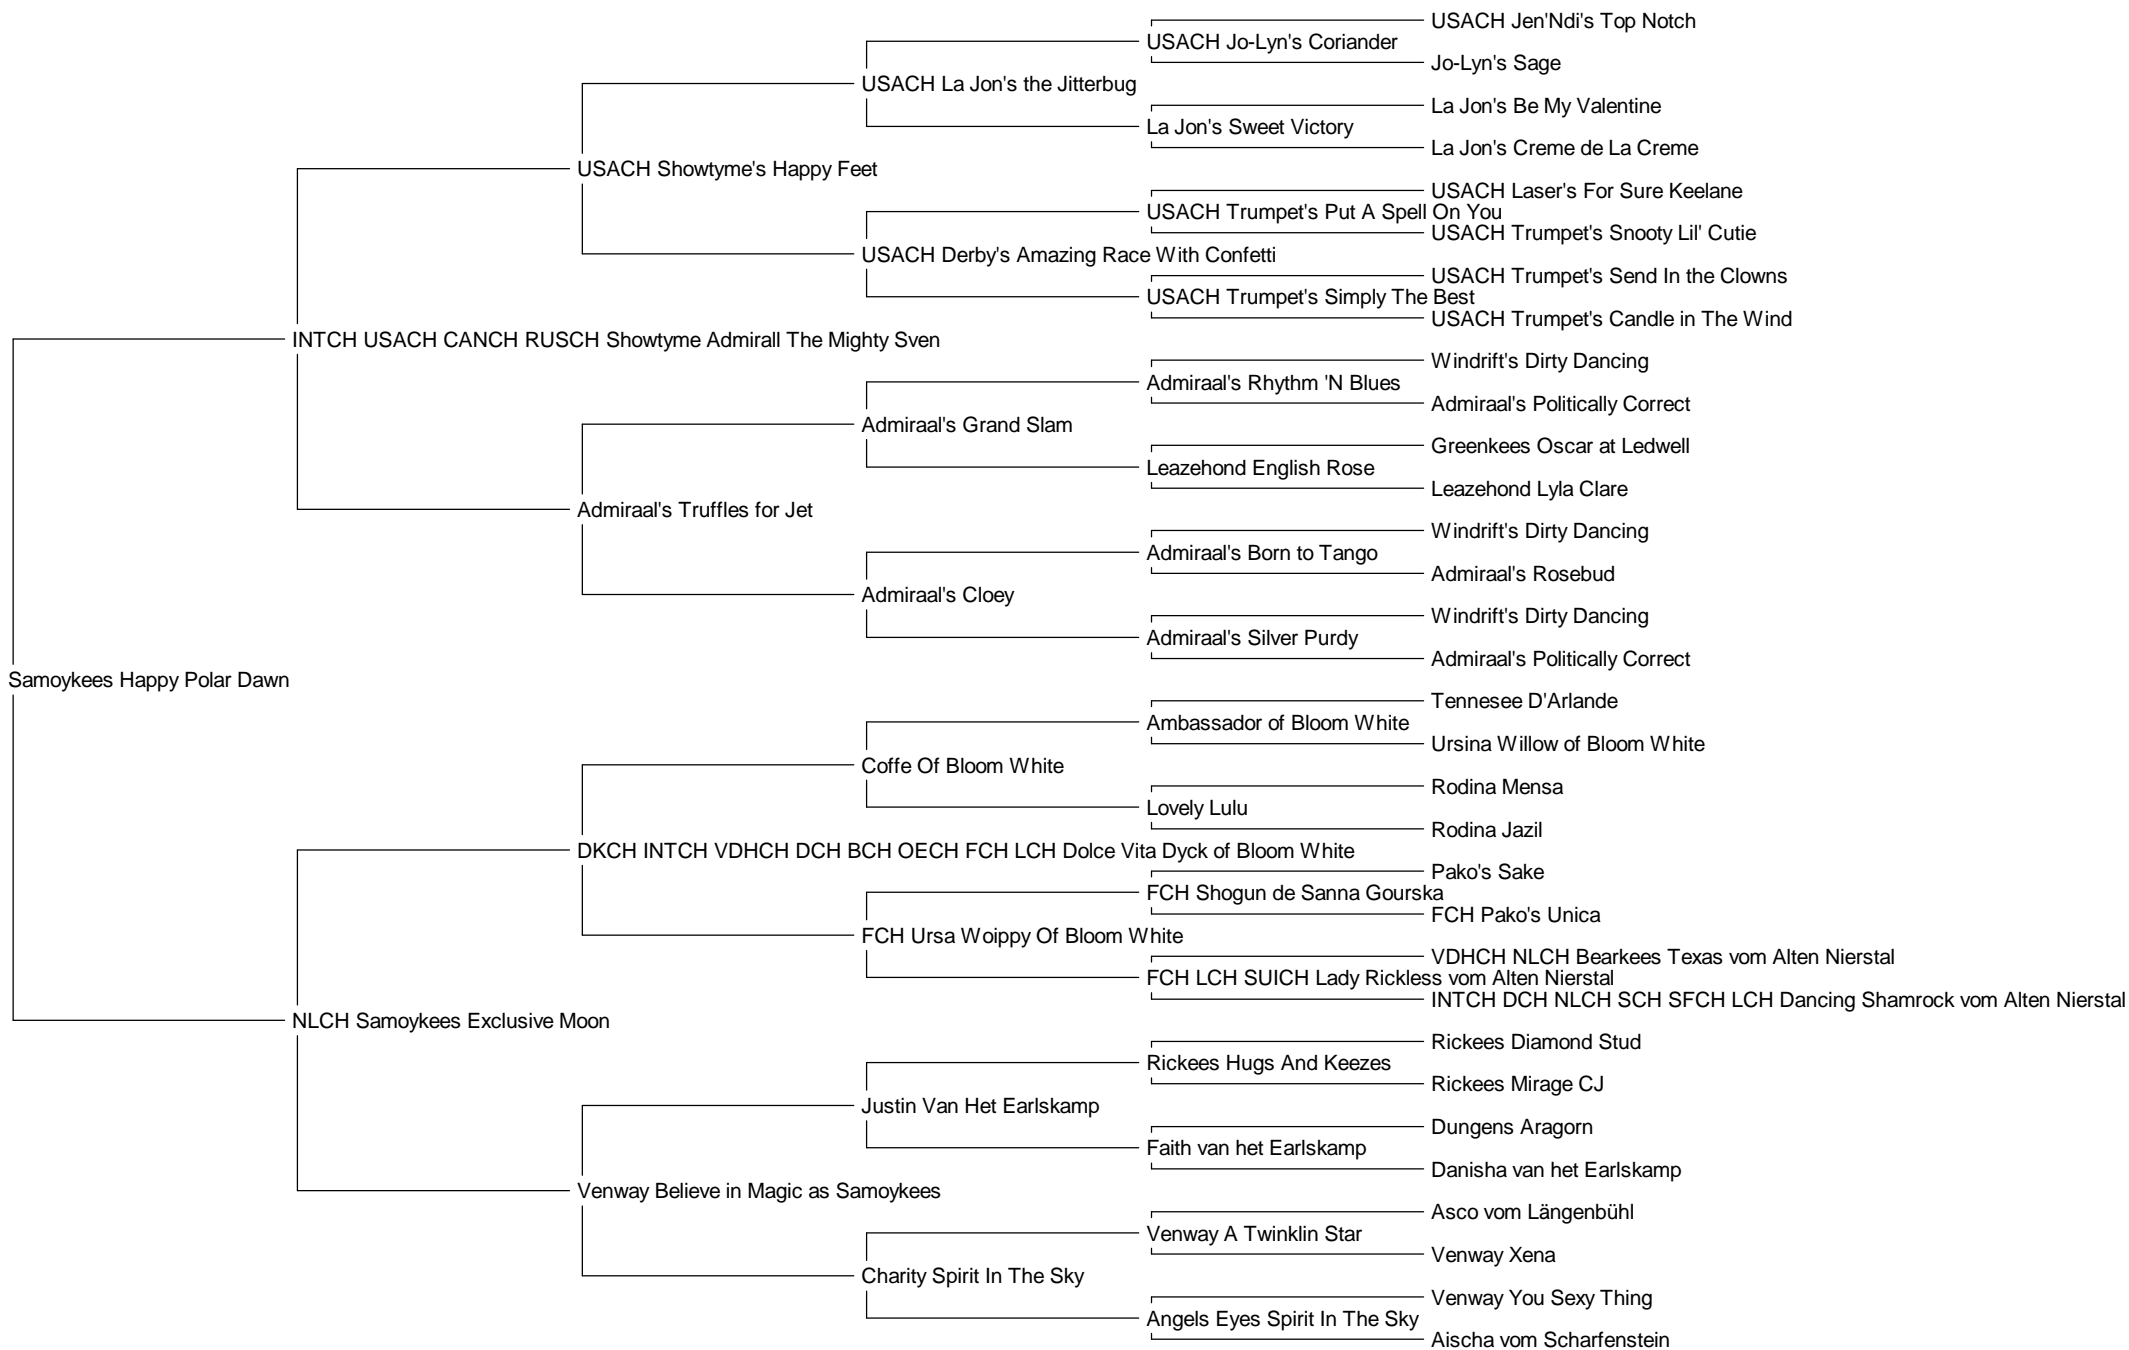 USACH Jen'Ndi's Top Notch
USACH Jo-Lyn's Coriander
Jo-Lyn's Sage
USACH La Jon's the Jitterbug
La Jon's Be My Valentine
La Jon's Sweet Victory
La Jon's Creme de La Creme
USACH Showtyme's Happy Feet
USACH Laser's For Sure Keelane
USACH Trumpet's Put A Spell On You
USACH Trumpet's Snooty Lil' Cutie
USACH Derby's Amazing Race With Confetti
USACH Trumpet's Send In the Clowns
USACH Trumpet's Simply The Best
USACH Trumpet's Candle in The Wind
INTCH USACH CANCH RUSCH Showtyme Admirall The Mighty Sven
Windrift's Dirty Dancing
Admiraal's Rhythm 'N Blues
Admiraal's Politically Correct
Admiraal's Grand Slam
Greenkees Oscar at Ledwell
Leazehond English Rose
Leazehond Lyla Clare
Admiraal's Truffles for Jet
Windrift's Dirty Dancing
Admiraal's Born to Tango
Admiraal's Rosebud
Admiraal's Cloey
Windrift's Dirty Dancing
Admiraal's Silver Purdy
Admiraal's Politically Correct
Samoykees Happy Polar Dawn
Tennesee D'Arlande
Ambassador of Bloom White
Ursina Willow of Bloom White
Coffe Of Bloom White
Rodina Mensa
Lovely Lulu
Rodina Jazil
DKCH INTCH VDHCH DCH BCH OECH FCH LCH Dolce Vita Dyck of Bloom White
Pako's Sake
FCH Shogun de Sanna Gourska
FCH Pako's Unica
FCH Ursa Woippy Of Bloom White
VDHCH NLCH Bearkees Texas vom Alten Nierstal
FCH LCH SUICH Lady Rickless vom Alten Nierstal
INTCH DCH NLCH SCH SFCH LCH Dancing Shamrock vom Alten Nierstal
NLCH Samoykees Exclusive Moon
Rickees Diamond Stud
Rickees Hugs And Keezes
Rickees Mirage CJ
Justin Van Het Earlskamp
Dungens Aragorn
Faith van het Earlskamp
Danisha van het Earlskamp
Venway Believe in Magic as Samoykees
Asco vom Längenbühl
Venway A Twinklin Star
Venway Xena
Charity Spirit In The Sky
Venway You Sexy Thing
Angels Eyes Spirit In The Sky
Aischa vom Scharfenstein